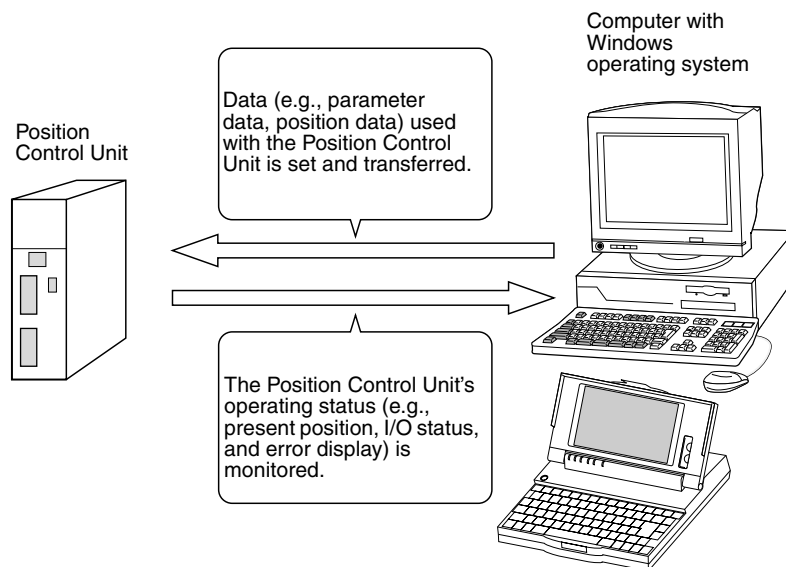 Computer with
Windows
operating system
Data (e.g., parameter
data, position data) used
with the Position Control
Unit is set and transferred.
Position
Control Unit
The Position Control Unit's
operating status (e.g.,
present position, I/O status,
and error display) is
monitored.